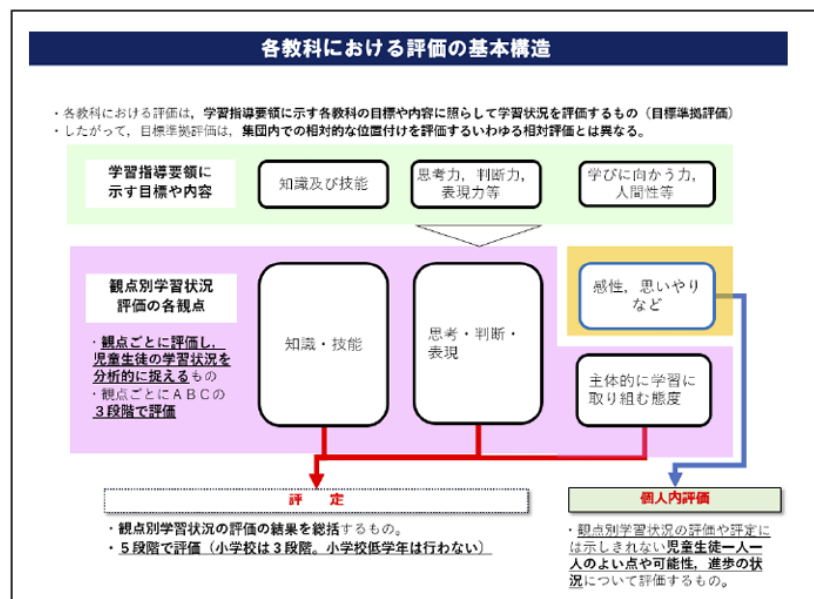 各教科における評価の基本構造
・各教科における評価は，学習指導要領に示す各教科の目標や内容に照らして学習状況を評価するもの（目標準拠評価）
・したがって，目標準拠評価は，集団内での相対的な位置付けを評価するいわゆる相対評価とは異なる。
学習指導要領に
示す目標や内容
知識及び技能
思考力，判断力，
表現力等
学びに向かう力，
人間性等
観点別学習状況
評価の各観点
・観点ごとに評価し，
児童生徒の学習状況を
分析的に捉えるもの
・観点ごとにＡＢＣの
３段階で評価
知識・技能
思考・判断・
表現
感性，思いやり
など
主体的に学習に
取り組む態度
評　定
・観点別学習状況の評価の結果を総括するもの。
・５段階で評価（小学校は３段階。小学校低学年は行わない）
個人内評価
・観点別学習状況の評価や評定に
は示しきれない児童生徒一人一
人のよい点や可能性，進歩の状
況について評価するもの。